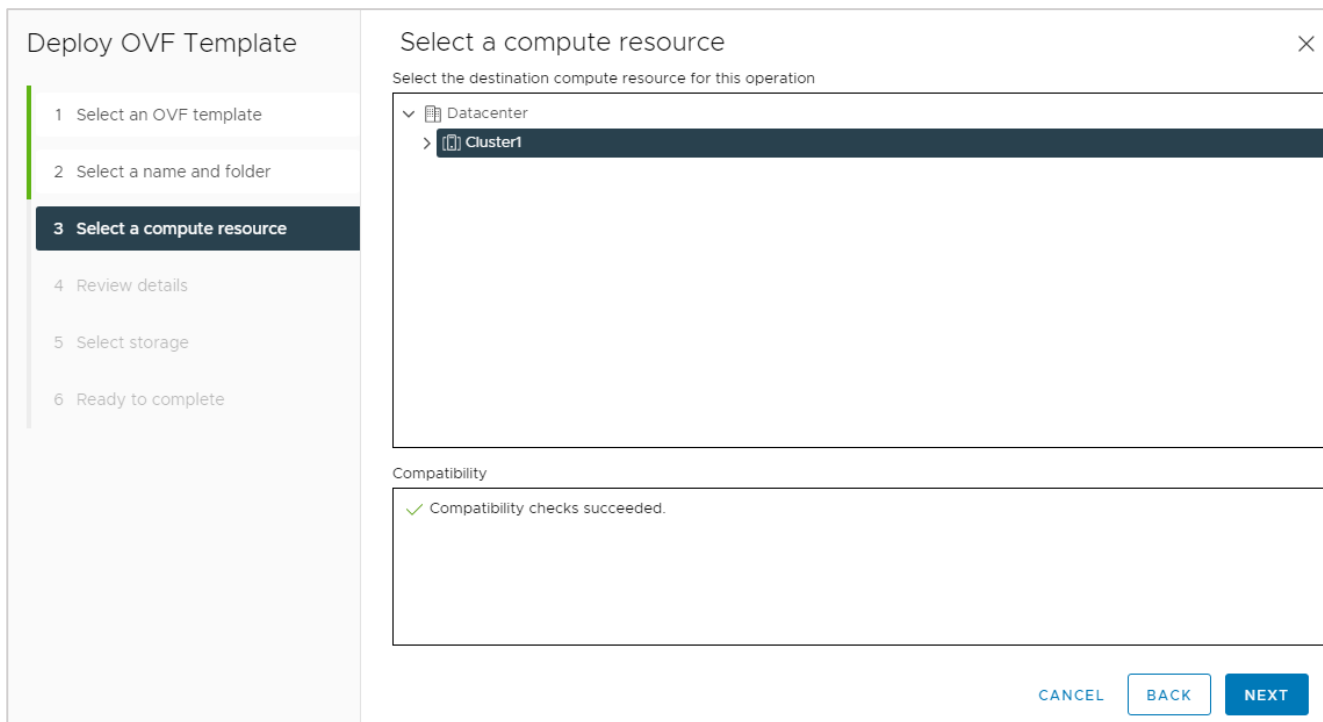 Deploy OVF Template
1 Select an OVF template
2 Select a name and folder
3 Select a compute resource
4 Review details
5 Select storage
6 Ready to complete
Select a compute resource
Select the destination compute resource for this operation
Datacenter
Cluster1
Compatibility
Compatibility checks succeeded.
CANCEL
BACK
NEXT